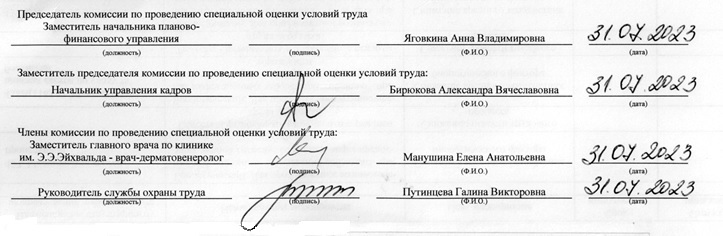 Председатель комиссии по проведению специальной оценки условий труда
Заместитель начальника планово-
финансового управления Яговкина Анна Владимировна 31.07.2023
(должность) (подпись) (Ф.И.О.) (дата)
Заместитель председателя комиссии по проведению специальной оценки условий труда:
Начальник управления кадров Бирюкова Александра Вячеславовна 31.07.2023
(должность) (подпись) (Ф.И.О.) (дата)
Члены комиссии по проведению специальной оценки условий труда:
Заместитель главного врача по клинике
им. Э.Э.Эйхвальда - врач-дерматовенеролог Манушина Елена Анатольевна 31.07.2023
(должность) (подпись) (Ф.И.О.) (дата)
Руководитель службы охраны труда Путинцева Галина Викторовна 31.07.2023
(должность) (подпись) (Ф.И.О.) (дата)